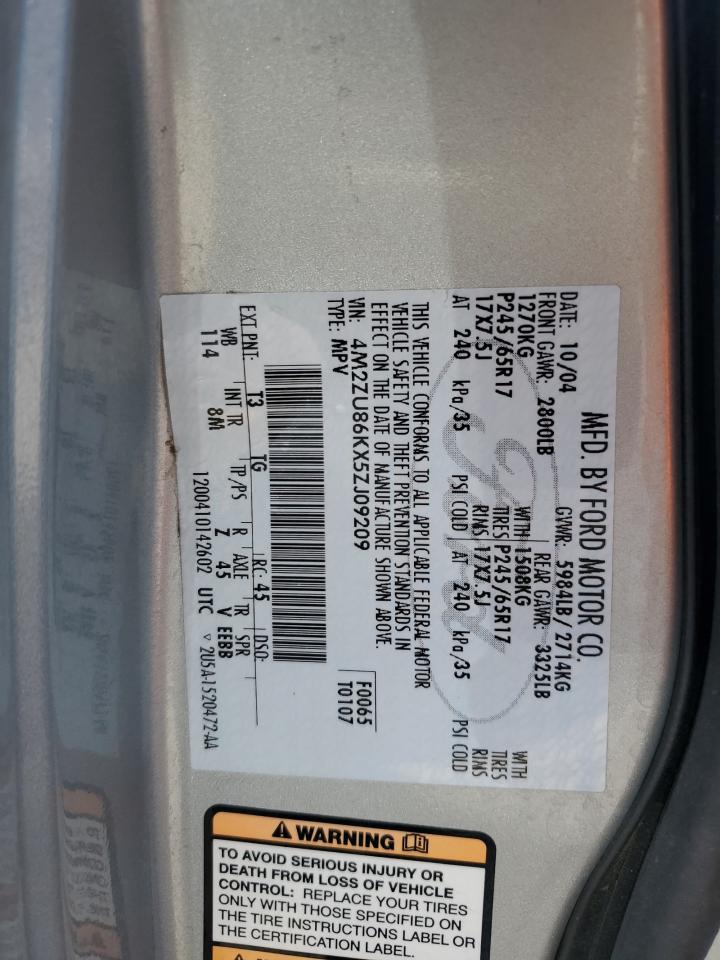 MFD. BY FORD MOTOR CO.
DATE: 10/04 GVWR: 5984LB / 2714KG
FRONT GAWR: 2800LB REAR GAWR: 3325LB
1270KG WITH 1508KG WITH
P245/65R17 TIRES P245/65R17 TIRES
17X7.5J RIMS 17X7.5J RIMS
AT 240 kPa/35 PSI COLD AT 240 kPa/35 PSI COLD
THIS VEHICLE CONFORMS TO ALL APPLICABLE FEDERAL MOTOR
VEHICLE SAFETY AND THEFT PREVENTION STANDARDS IN
EFFECT ON THE DATE OF MANUFACTURE SHOWN ABOVE.
VIN: 4M2ZU86KX5ZJ09209 F0065
TYPE: MPV T0107
EXT PNT: T3 TG RC: 45 DSO:
WB INT TR TP/PS R AXLE TR SPR
114 8M Z 45 V EEBB
1200410142602 UTC ▽ 2U5A-1520472-AA
WARNING
TO AVOID SERIOUS INJURY OR
DEATH FROM LOSS OF VEHICLE
CONTROL: REPLACE YOUR TIRES
ONLY WITH THOSE SPECIFIED ON
THE TIRE INSTRUCTIONS LABEL OR
THE CERTIFICATION LABEL.